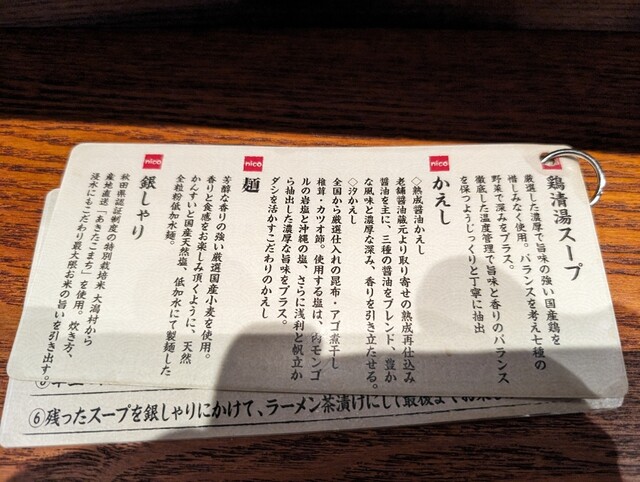 鶏清湯スープ
厳選した濃厚で旨味の強い国産鶏を
惜しみなく使用。バランスを考え七種の
野菜で深みをプラス。
徹底した温度管理で旨味と香りのバランス
を保つようじっくりと丁寧に抽出
nico
かえし
◇熟成醤油かえし
老舗醤油蔵元より取り寄せの熟成再仕込み
醤油を主に、三種の醤油をブレンド、豊か
な風味と濃厚な深み、香りを引き立たせる。
◇汐かえし
全国から厳選仕入れの昆布・アゴ煮干し
椎茸・カツオ節。使用する塩は、内モンゴ
ルの岩塩と沖縄の塩、さらに浅利と帆立か
ら抽出した濃厚な旨味をプラス。
ダシを活かすこだわりのかえし
nico
麺
芳醇な香りの強い厳選国産小麦を使用。
香りと食感をお楽しみ頂くように、天然
かんすいと国産天然塩、低加水にて製麺した
全粒粉低加水麺。
nico
銀しゃり
秋田県認証制度の特別栽培米 大潟村から
産地直送「あきたこまち」を使用。炊き方、
浸水にもこだわり最大限お米の旨いを引き出す。
⑥残ったスープを銀しゃりにかけて、ラーメン茶漬けにして最後まで